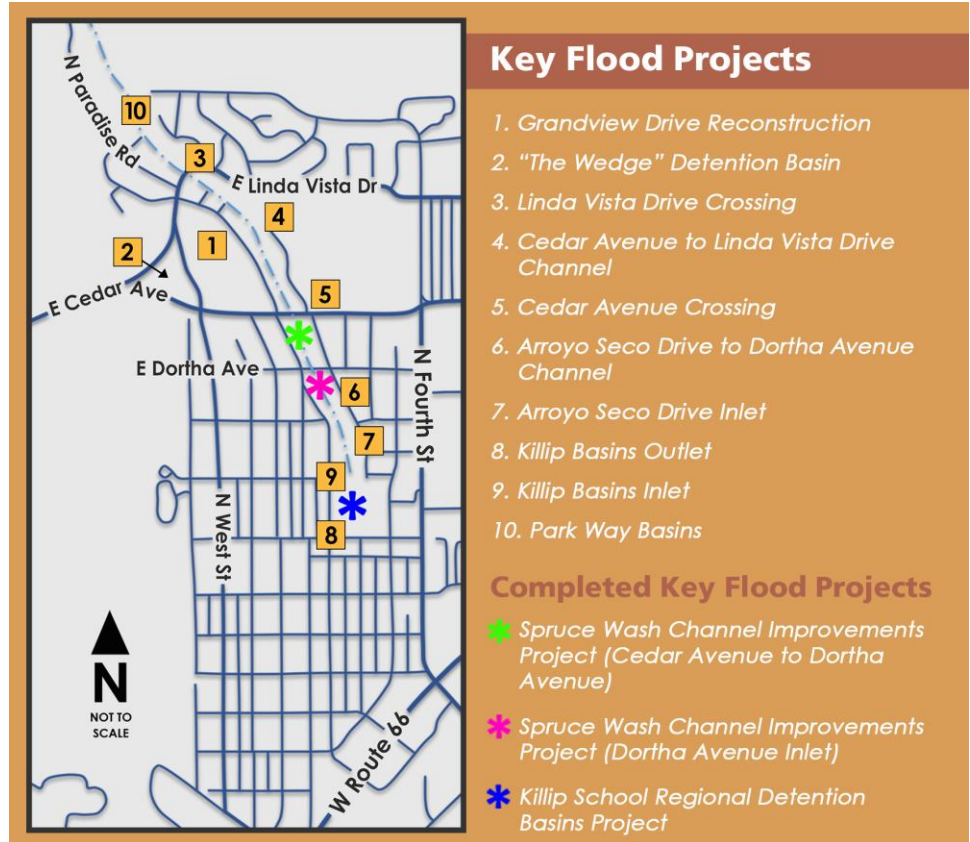 N Paradise Rd
10
3
E Linda Vista Dr
4
1
2
5
E Cedar Ave
E Dortha Ave
6
N Fourth St
7
9
8
N West St
N
NOT TO
SCALE
W Route 66
Key Flood Projects
1. Grandview Drive Reconstruction
2. “The Wedge” Detention Basin
3. Linda Vista Drive Crossing
4. Cedar Avenue to Linda Vista Drive
Channel
5. Cedar Avenue Crossing
6. Arroyo Seco Drive to Dortha Avenue
Channel
7. Arroyo Seco Drive Inlet
8. Killip Basins Outlet
9. Killip Basins Inlet
10. Park Way Basins
Completed Key Flood Projects
Spruce Wash Channel Improvements
Project (Cedar Avenue to Dortha
Avenue)
Spruce Wash Channel Improvements
Project (Dortha Avenue Inlet)
Killip School Regional Detention
Basins Project